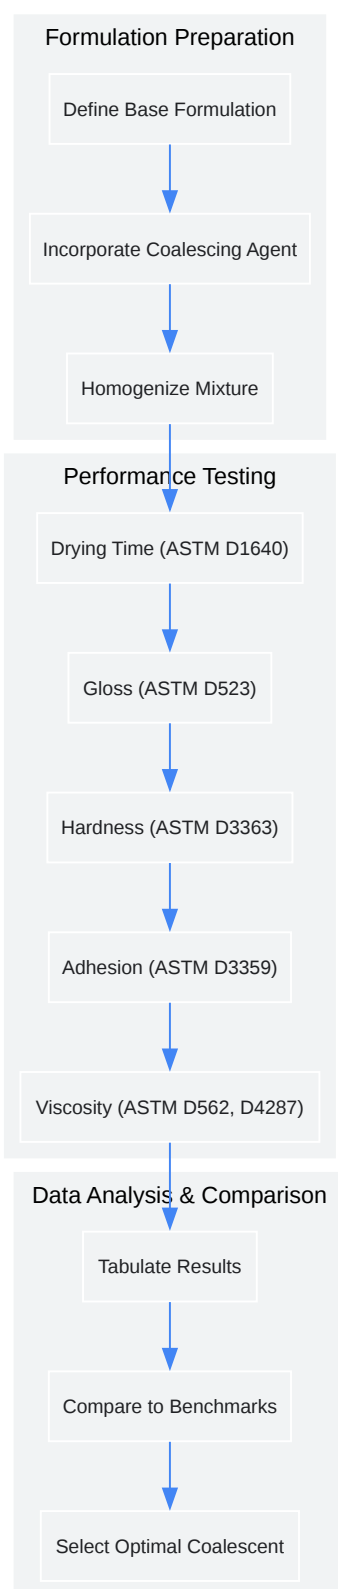 Formulation Preparation
Define Base Formulation
Incorporate Coalescing Agent
Homogenize Mixture
Performance Testing
Drying Time (ASTM D1640)
Gloss (ASTM D523)
Hardness (ASTM D3363)
Adhesion (ASTM D3359)
Viscosity (ASTM D562, D4287)
Data Analysis & Comparison
Tabulate Results
Compare to Benchmarks
Select Optimal Coalescent